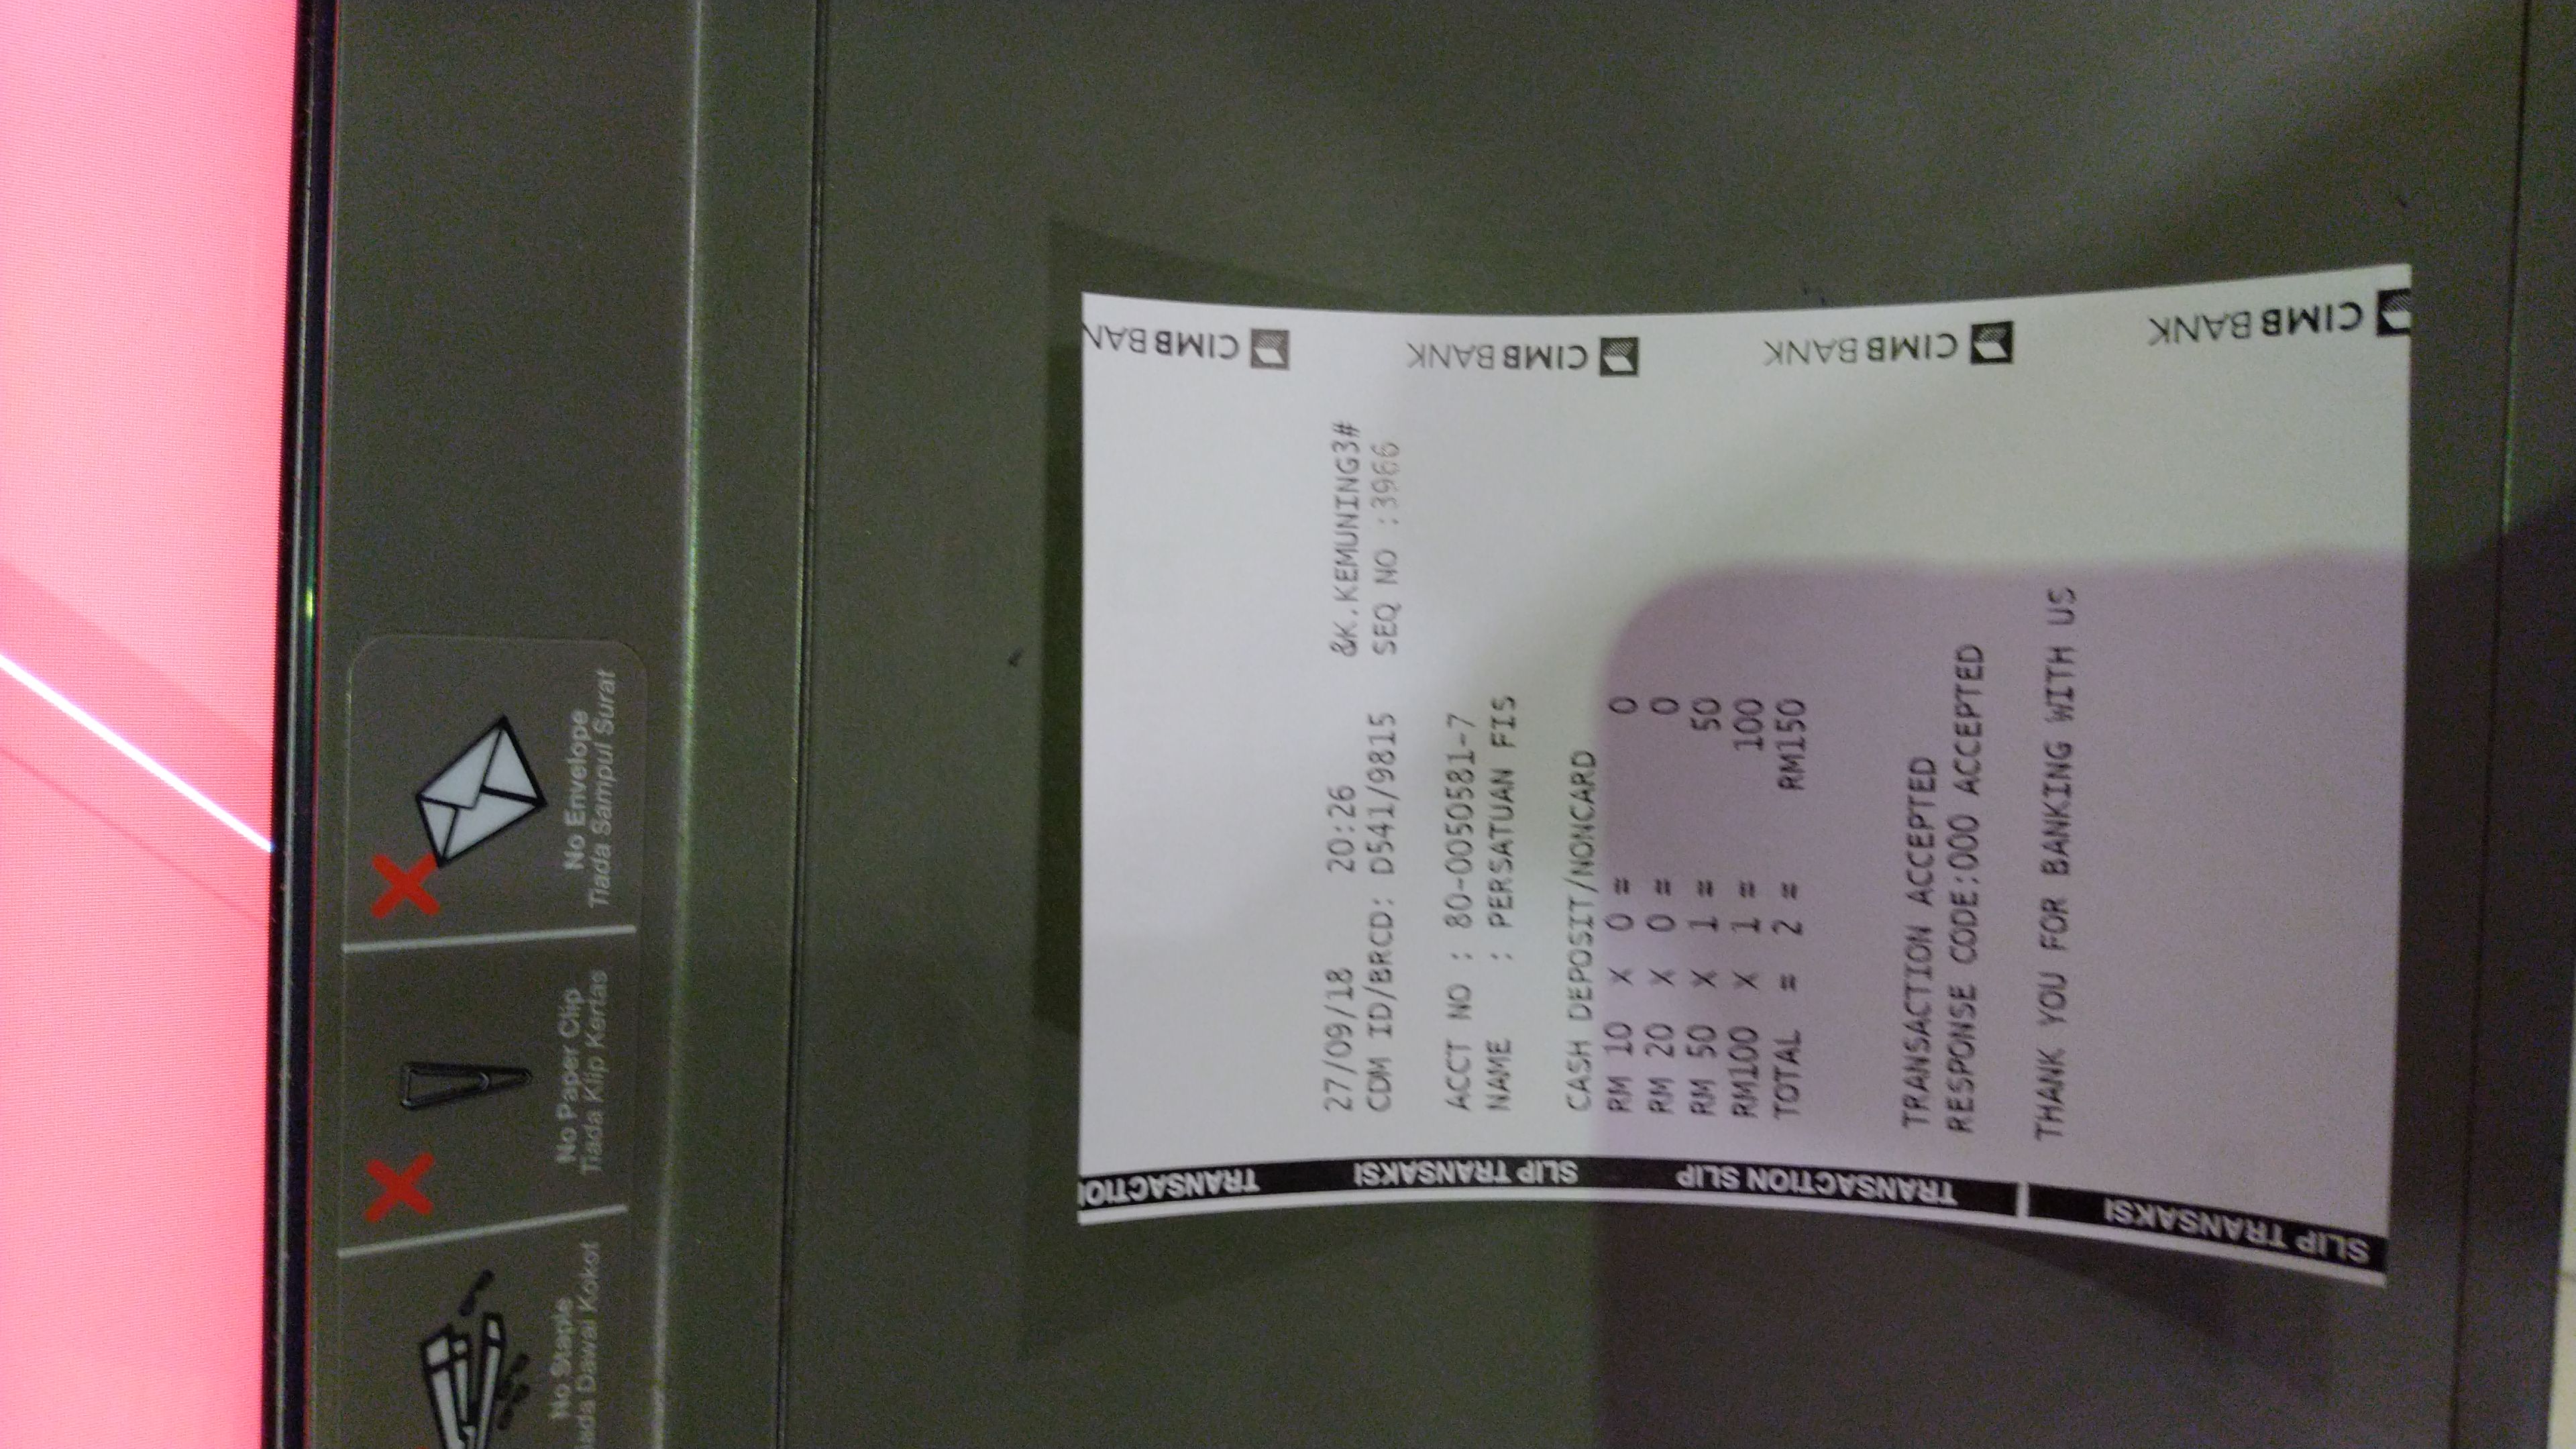 No Envelope
Tiada Sampul Surat
No Paper Clip
Tiada Klip Kertas
No Staple
Dawai Kokot
27/09/18 20:26 &K.KEMUNING3#
CDM ID/BRCD: D541/9815 SEQ NO :3966
ACCT NO : 80-0050581-7
NAME : PERSATUAN FIS
CASH DEPOSIT/NONCARD
RM 10 X 0 = 0
RM 20 X 0 = 0
RM 50 X 1 = 50
RM100 X 1 = 100
TOTAL = 2 = RM150
TRANSACTION ACCEPTED
RESPONSE CODE:000 ACCEPTED
THANK YOU FOR BANKING WITH US
SLIP TRANSAKSI
TRANSACTION SLIP
SLIP TRANSAKSI
TRANSACTIO
CIMB BANK
CIMB BANK
CIMB BANK
CIMB BAN